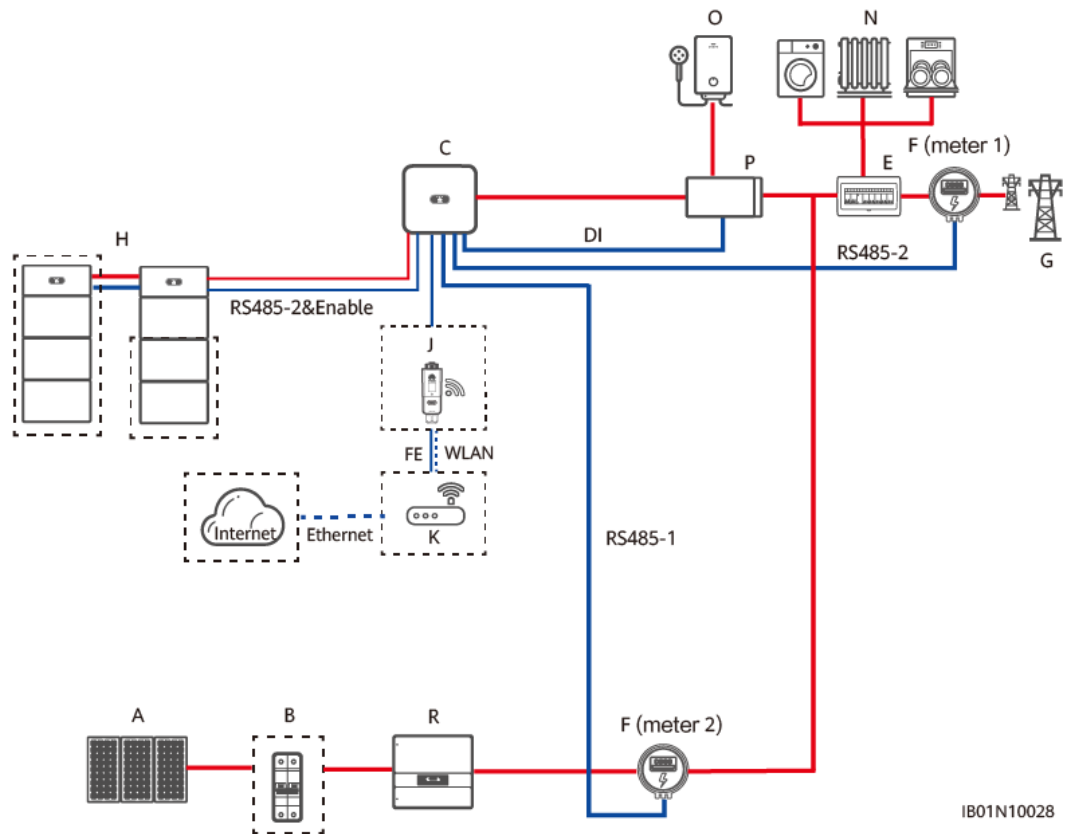 O
N
F (meter 1)
C
P
E
H
DI
RS485-2
G
RS485-2&Enable
J
FE
WLAN
Internet
Ethernet
K
RS485-1
A
B
R
F (meter 2)
IB01N10028